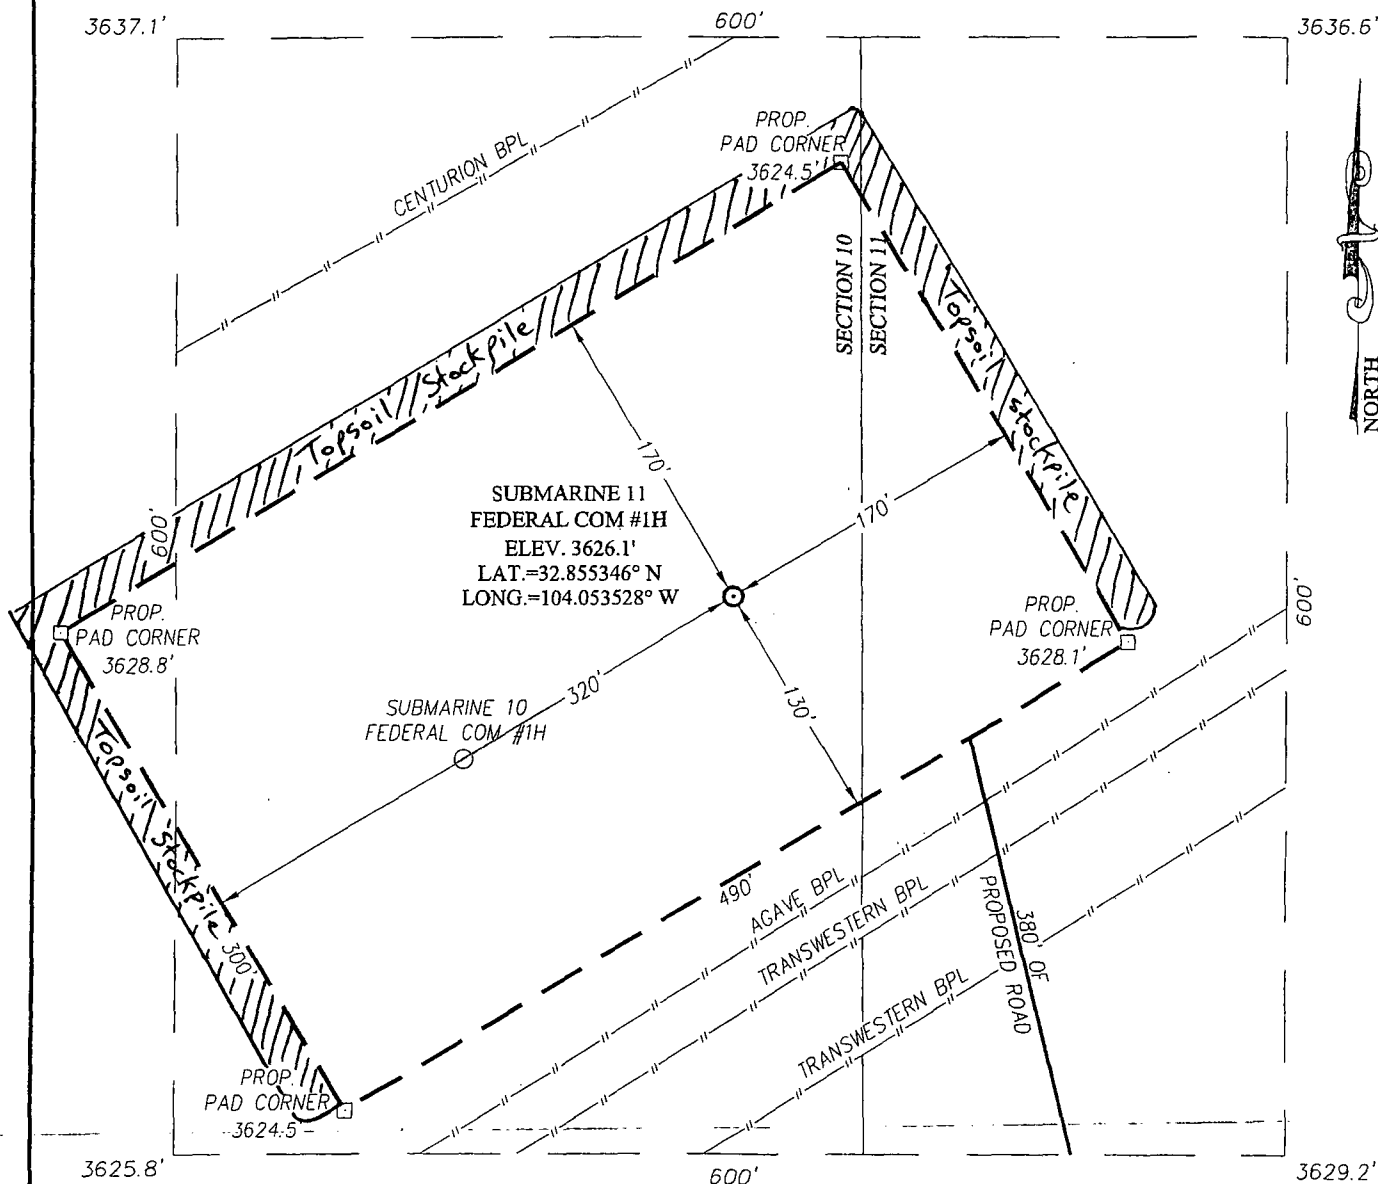 3637.1'
600'
3636.6'
CENTURION BPL
PROP.
PAD CORNER
3624.5'
SECTION 10
SECTION 11
NORTH
Topsoil Stockpile
Topsoil stockpile
170'
170'
SUBMARINE 11
FEDERAL COM #1H
ELEV. 3626.1'
LAT.=32.855346° N
LONG.=104.053528° W
600'
600'
PROP.
PAD CORNER
3628.8'
PROP.
PAD CORNER
3628.1'
320'
130'
SUBMARINE 10
FEDERAL COM #1H
Topsoil Stockpile
300'
490'
AGAVE BPL
TRANSWESTERN BPL
TRANSWESTERN BPL
380' OF
PROPOSED ROAD
PROP.
PAD CORNER
3624.5
3625.8'
600'
3629.2'